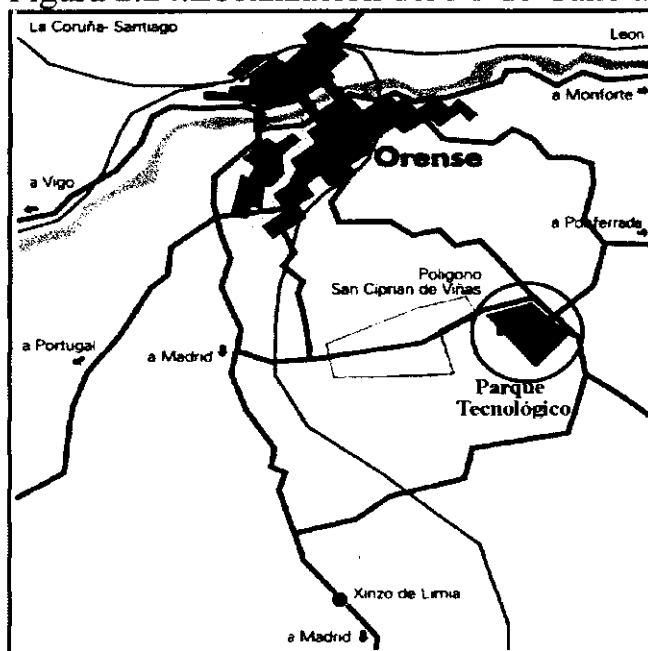 La Coruña- Santiago
Leon
a Monforte
Orense
a Vigo
a Ponferrada
Poligono
San Ciprian de Viñas
a Portugal
a Madrid
Parque
Tecnológico
Xinzo de Limia
a Madrid